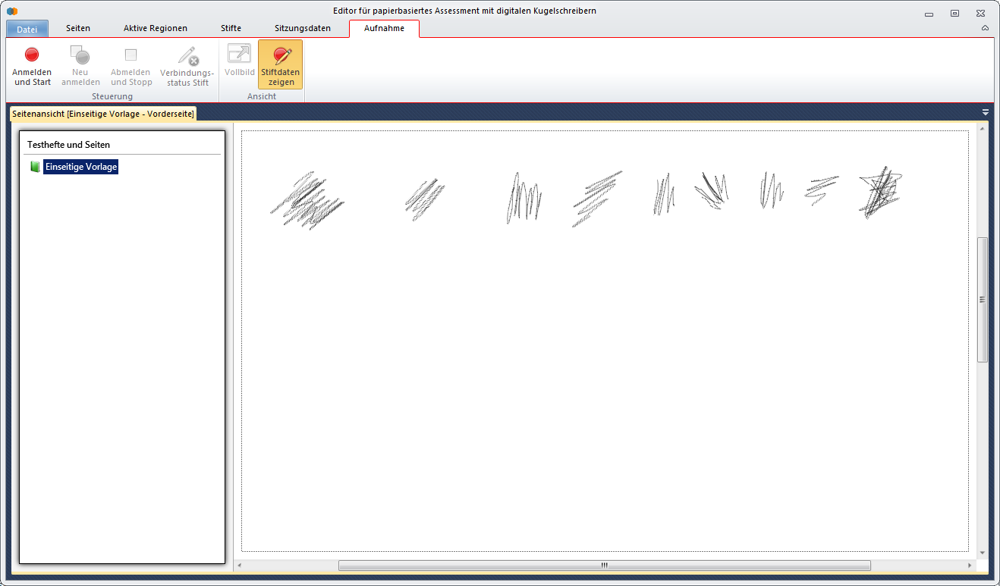 Editor für papierbasiertes Assessment mit digitalen Kugelschreibern
Datei Seiten Aktive Regionen Stifte Sitzungsdaten Aufnahme
Anmelden und Start
Neu anmelden
Abmelden und Stopp
Verbindungs-
status Stift
Vollbild
Stiftdaten zeigen
Steuerung Ansicht
Seitenansicht [Einseitige Vorlage - Vorderseite]
Testhefte und Seiten
Einseitige Vorlage